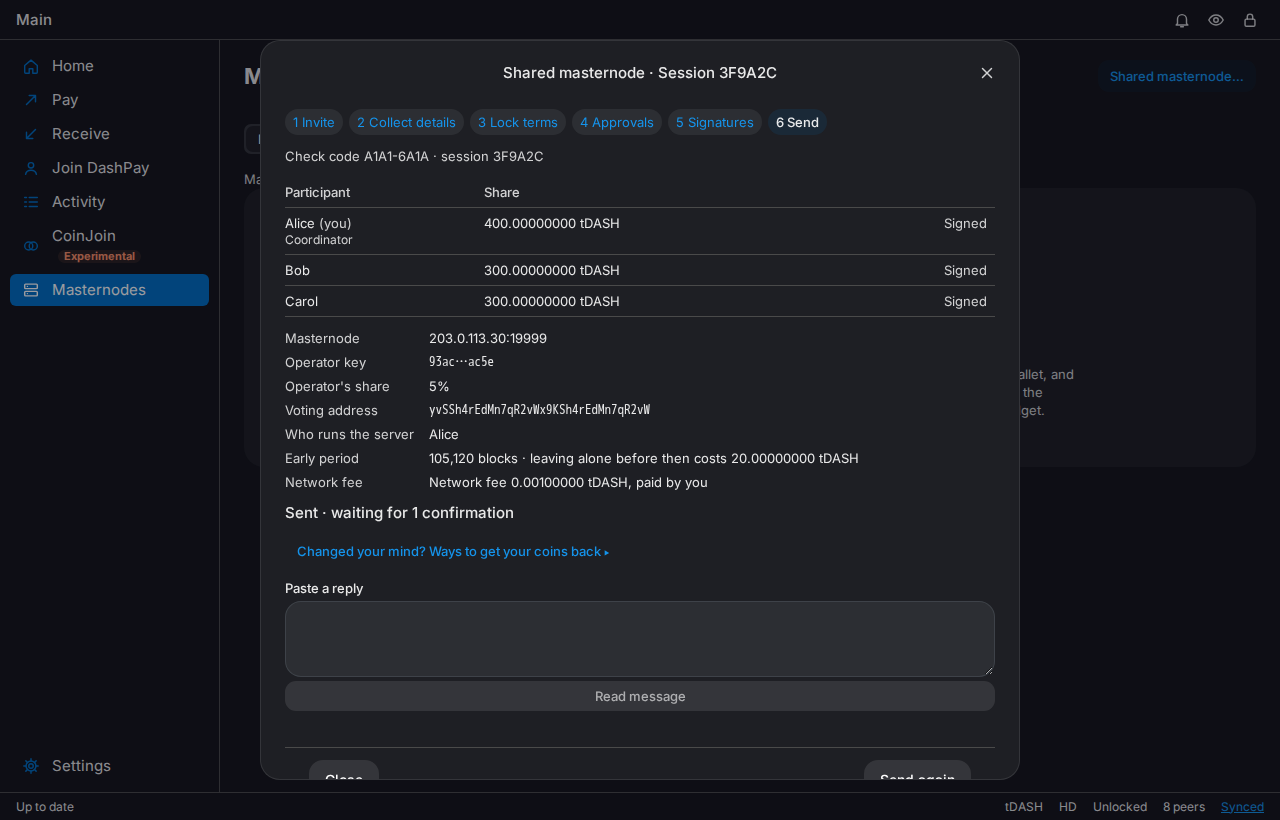 Main
Home
Pay
Receive
Join DashPay
Activity
CoinJoin
Experimental
Masternodes
Settings
Shared masternode...
Ma
allet, and
the
get.
Shared masternode · Session 3F9A2C
1 Invite
2 Collect details
3 Lock terms
4 Approvals
5 Signatures
6 Send
Check code A1A1-6A1A · session 3F9A2C
Participant Share
Alice (you) 400.00000000 tDASH Signed
Coordinator
Bob 300.00000000 tDASH Signed
Carol 300.00000000 tDASH Signed
Masternode 203.0.113.30:19999
Operator key 93ac⋯ac5e
Operator's share 5%
Voting address yvSSh4rEdMn7qR2vWx9KSh4rEdMn7qR2vW
Who runs the server Alice
Early period 105,120 blocks · leaving alone before then costs 20.00000000 tDASH
Network fee Network fee 0.00100000 tDASH, paid by you
Sent · waiting for 1 confirmation
Changed your mind? Ways to get your coins back ▸
Paste a reply
Read message
Close Send again
Up to date tDASH HD Unlocked 8 peers Synced